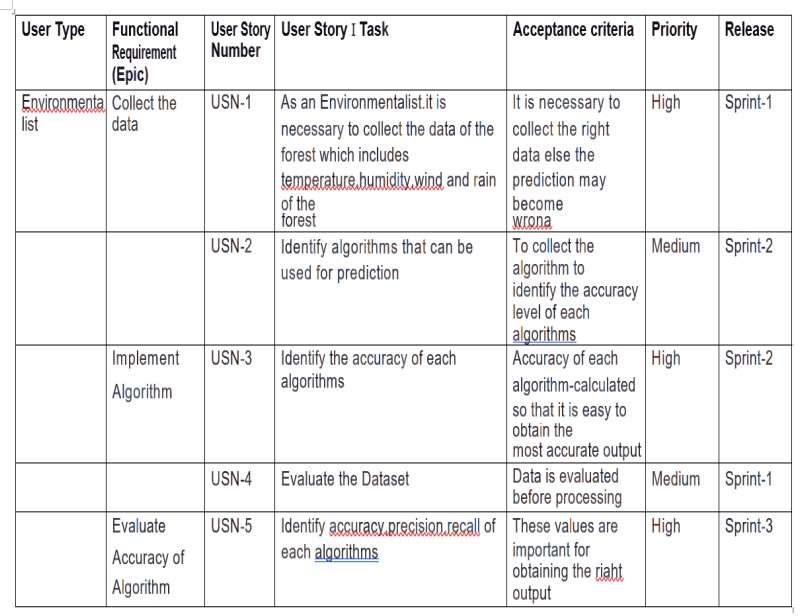 User Type
Functional
Requirement
(Epic)
User Story
Number
User Story I Task
Acceptance criteria
Priority
Release
Environmenta
list
Collect the
data
USN-1
As an Environmentalist.it is
necessary to collect the data of the
forest which includes
temperature,humidity,wind and rain
of the
forest
It is necessary to
collect the right
data else the
prediction may
become
wrona
High
Sprint-1
USN-2
Identify algorithms that can be
used for prediction
To collect the
algorithm to
identify the accuracy
level of each
algorithms
Medium
Sprint-2
Implement
Algorithm
USN-3
Identify the accuracy of each
algorithms
Accuracy of each
algorithm-calculated
so that it is easy to
obtain the
most accurate output
High
Sprint-2
USN-4
Evaluate the Dataset
Data is evaluated
before processing
Medium
Sprint-1
Evaluate
Accuracy of
Algorithm
USN-5
Identify accuracy,precision,recall of
each algorithms
These values are
important for
obtaining the riaht
output
High
Sprint-3